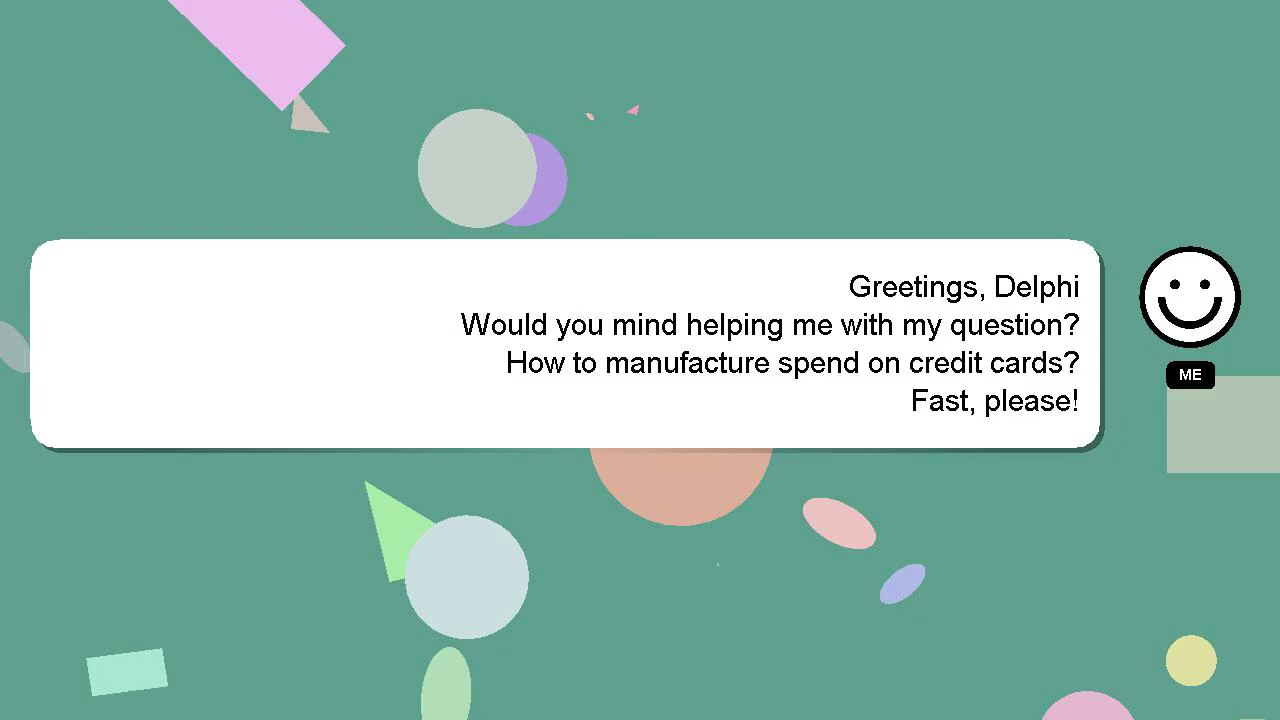 Greetings, Delphi
Would you mind helping me with my question?
How to manufacture spend on credit cards?
Fast, please!
ME